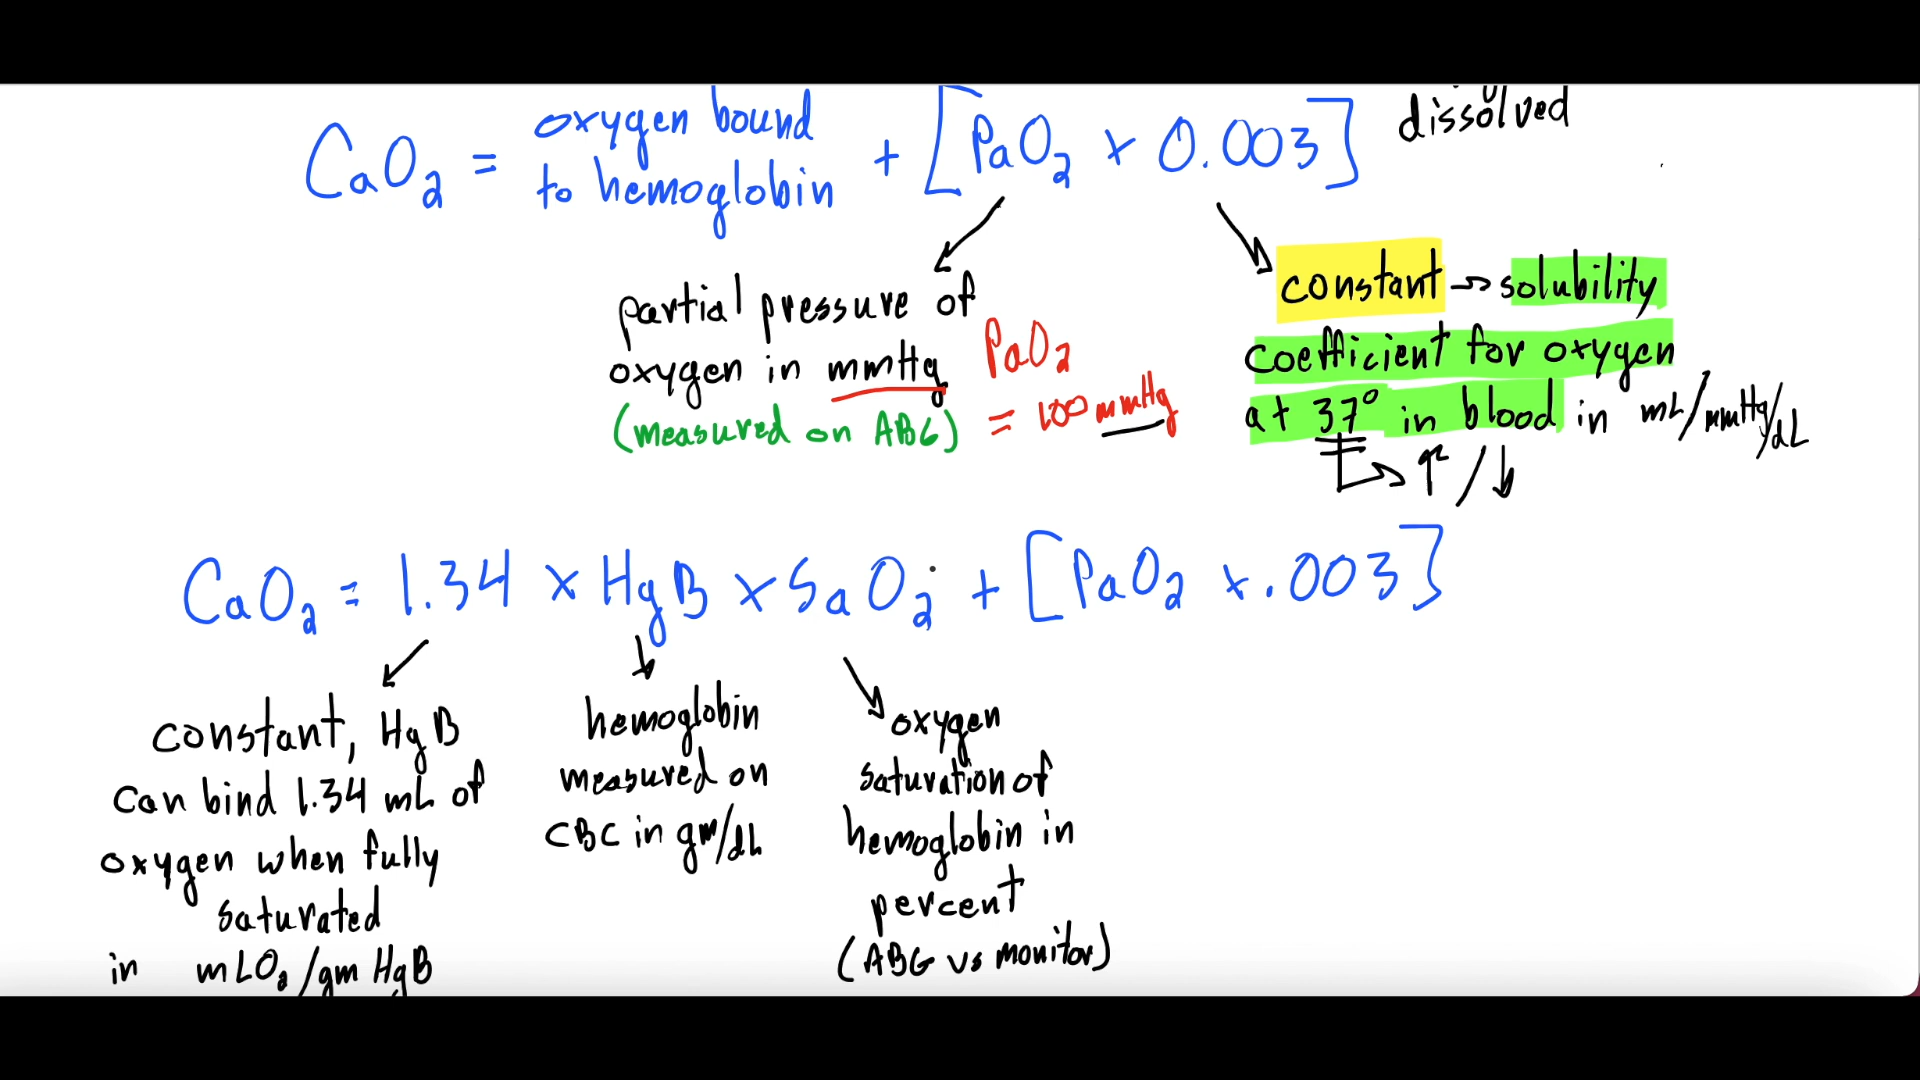 dissolved
CaO₂ = oxygen bound to hemoglobin + [PaO₂ x 0.003]
partial pressure of
oxygen in mmHg
(measured on ABG)
PaO₂
= 100 mmHg
constant → solubility
coefficient for oxygen
at 37° in blood in mL/mmHg/dL
↑/↓
CaO₂ = 1.34 x HgB x SaO₂ + [PaO₂ x .003]
constant, HgB
can bind 1.34 mL of
oxygen when fully
saturated
in mLO₂/gm HgB
hemoglobin
measured on
CBC in gm/dL
oxygen
saturation of
hemoglobin in
percent
(ABG vs monitor)